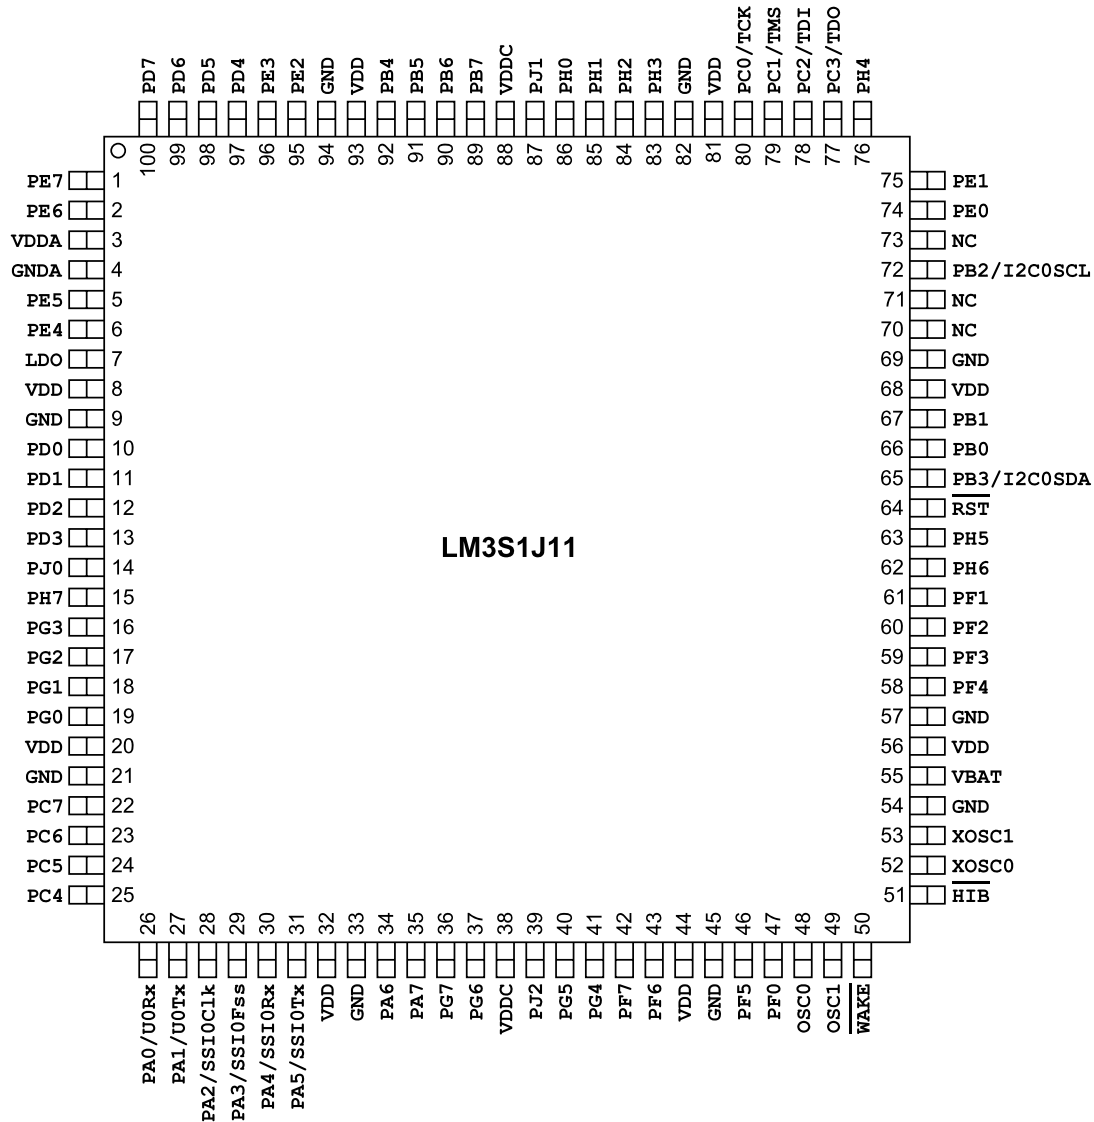 PD7 PD6 PD5 PD4 PE3 PE2 GND VDD PB4 PB5 PB6 PB7 VDDC PJ1 PH0 PH1 PH2 PH3 GND VDD PC0/TCK PC1/TMS PC2/TDI PC3/TDO PH4
100 99 98 97 96 95 94 93 92 91 90 89 88 87 86 85 84 83 82 81 80 79 78 77 76
PE7 1 75 PE1
PE6 2 74 PE0
VDDA 3 73 NC
GNDA 4 72 PB2/I2C0SCL
PE5 5 71 NC
PE4 6 70 NC
LDO 7 69 GND
VDD 8 68 VDD
GND 9 67 PB1
PD0 10 66 PB0
PD1 11 65 PB3/I2C0SDA
PD2 12 64 RST
PD3 13 63 PH5
LM3S1J11
PJ0 14 62 PH6
PH7 15 61 PF1
PG3 16 60 PF2
PG2 17 59 PF3
PG1 18 58 PF4
PG0 19 57 GND
VDD 20 56 VDD
GND 21 55 VBAT
PC7 22 54 GND
PC6 23 53 XOSC1
PC5 24 52 XOSC0
PC4 25 51 HIB
26 27 28 29 30 31 32 33 34 35 36 37 38 39 40 41 42 43 44 45 46 47 48 49 50
PA0/U0Rx PA1/U0Tx PA2/SSI0Clk PA3/SSI0Fss PA4/SSI0Rx PA5/SSI0Tx VDD GND PA6 PA7 PG7 PG6 VDDC PJ2 PG5 PG4 PF7 PF6 VDD GND PF5 PF0 OSC0 OSC1 WAKE